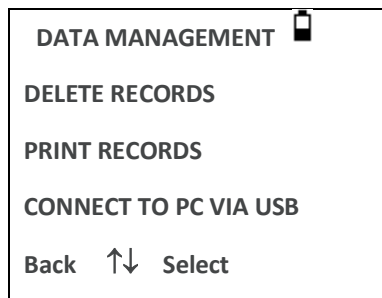 DATA MANAGEMENT
DELETE RECORDS
PRINT RECORDS
CONNECT TO PC VIA USB
Back ↑↓ Select